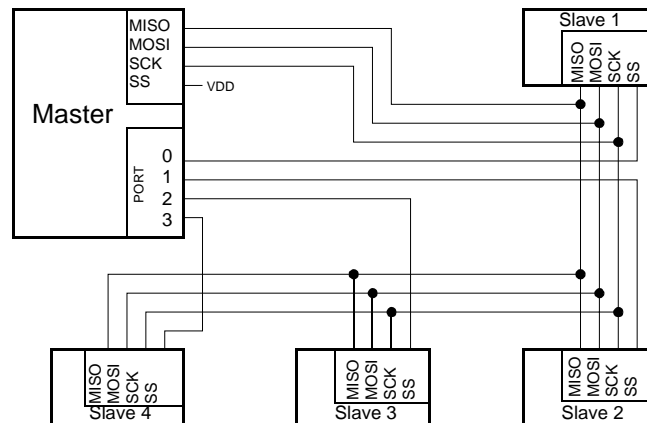 MISO
MOSI
SCK
SS
VDD
Master
PORT
0
1
2
3
Slave 1
MISO
MOSI
SCK
SS
MISO
MOSI
SCK
SS
Slave 4
MISO
MOSI
SCK
SS
Slave 3
MISO
MOSI
SCK
SS
Slave 2